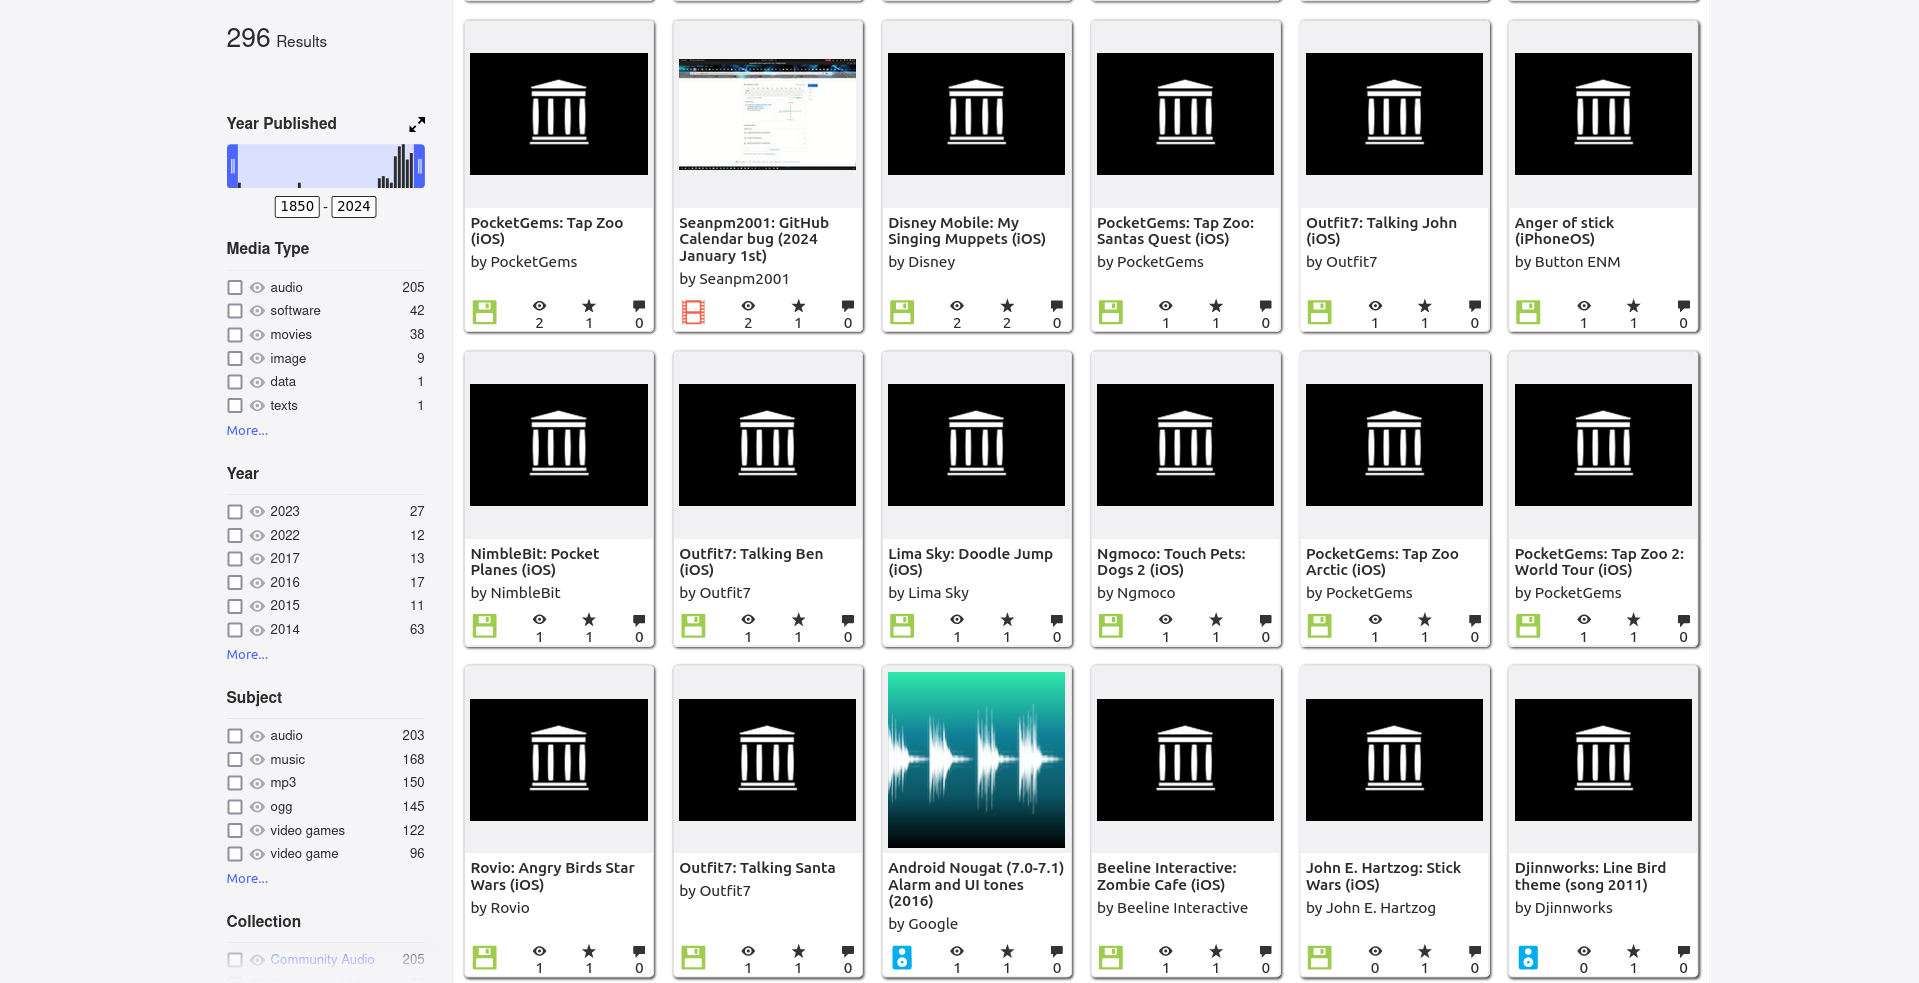 296 Results
Year Published
1850 - 2024
Media Type
audio 205
software 42
movies 38
image 9
data 1
texts 1
More...
Year
2023 27
2022 12
2017 13
2016 17
2015 11
2014 63
More...
Subject
audio 203
music 168
mp3 150
ogg 145
video games 122
video game 96
More...
Collection
Community Audio 205
PocketGems: Tap Zoo
(iOS)
by PocketGems
2 1 0
Seanpm2001: GitHub
Calendar bug (2024
January 1st)
by Seanpm2001
2 1 0
Disney Mobile: My
Singing Muppets (iOS)
by Disney
2 2 0
PocketGems: Tap Zoo:
Santas Quest (iOS)
by PocketGems
1 1 0
Outfit7: Talking John
(iOS)
by Outfit7
1 1 0
Anger of stick
(iPhoneOS)
by Button ENM
1 1 0
NimbleBit: Pocket
Planes (iOS)
by NimbleBit
1 1 0
Outfit7: Talking Ben
(iOS)
by Outfit7
1 1 0
Lima Sky: Doodle Jump
(iOS)
by Lima Sky
1 1 0
Ngmoco: Touch Pets:
Dogs 2 (iOS)
by Ngmoco
1 1 0
PocketGems: Tap Zoo
Arctic (iOS)
by PocketGems
1 1 0
PocketGems: Tap Zoo 2:
World Tour (iOS)
by PocketGems
1 1 0
Rovio: Angry Birds Star
Wars (iOS)
by Rovio
1 1 0
Outfit7: Talking Santa
by Outfit7
1 1 0
Android Nougat (7.0-7.1)
Alarm and UI tones
(2016)
by Google
1 1 0
Beeline Interactive:
Zombie Cafe (iOS)
by Beeline Interactive
1 1 0
John E. Hartzog: Stick
Wars (iOS)
by John E. Hartzog
0 1 0
Djinnworks: Line Bird
theme (song 2011)
by Djinnworks
0 1 0